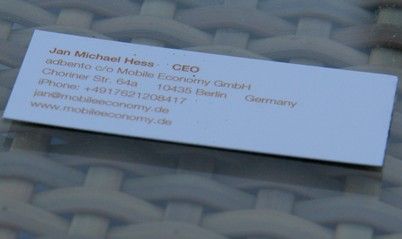 Jan Michael Hess CEO
adbento c/o Mobile Economy GmbH
Choriner Str. 64a 10435 Berlin Germany
iPhone: +4917621208417
jan@mobileeconomy.de
www.mobileeconomy.de